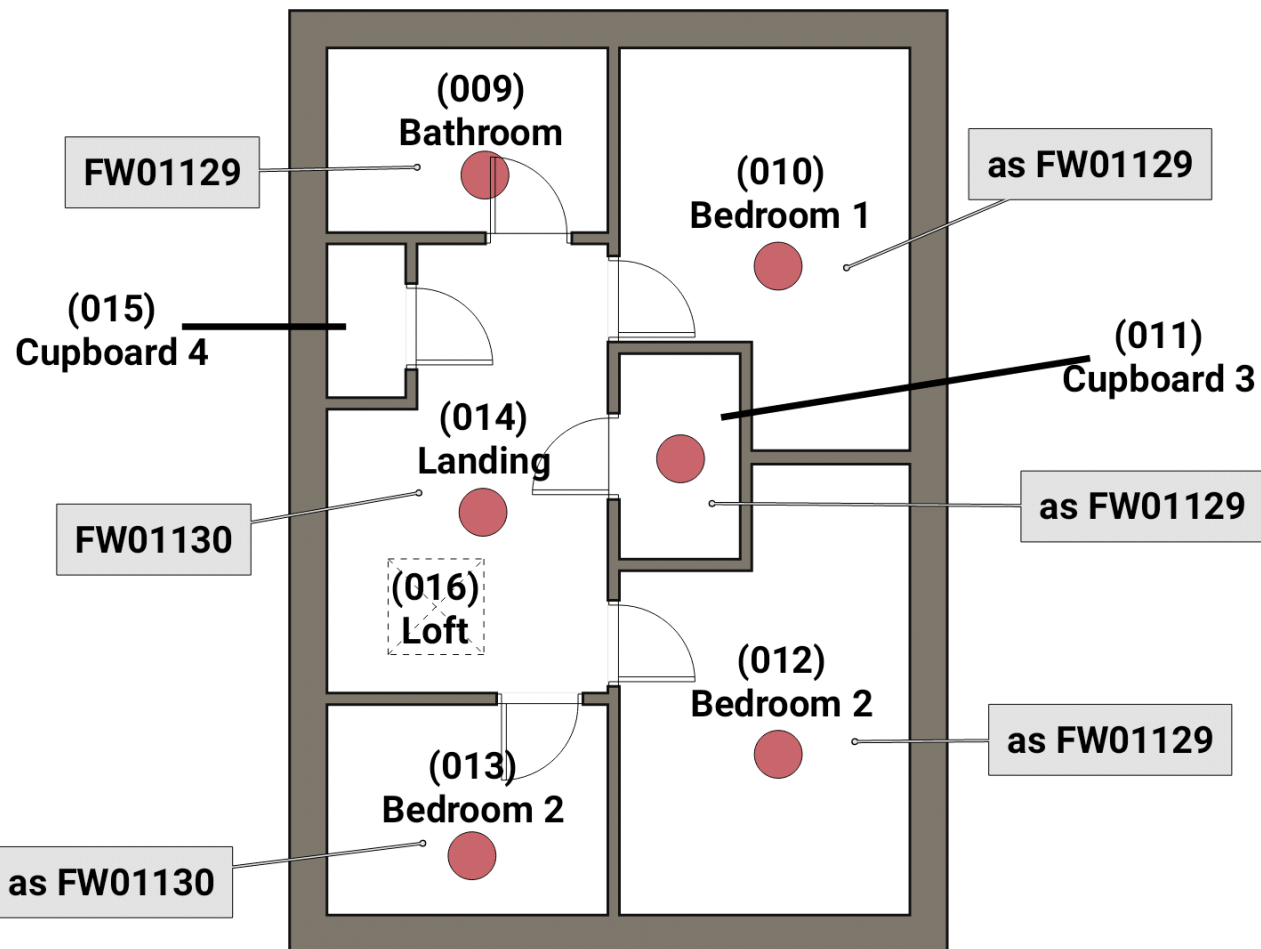 (009)
Bathroom
FW01129
(010)
Bedroom 1
as FW01129
(015)
Cupboard 4
(011)
Cupboard 3
(014)
Landing
as FW01129
FW01130
(016)
Loft
(012)
Bedroom 2
as FW01129
(013)
Bedroom 2
as FW01130